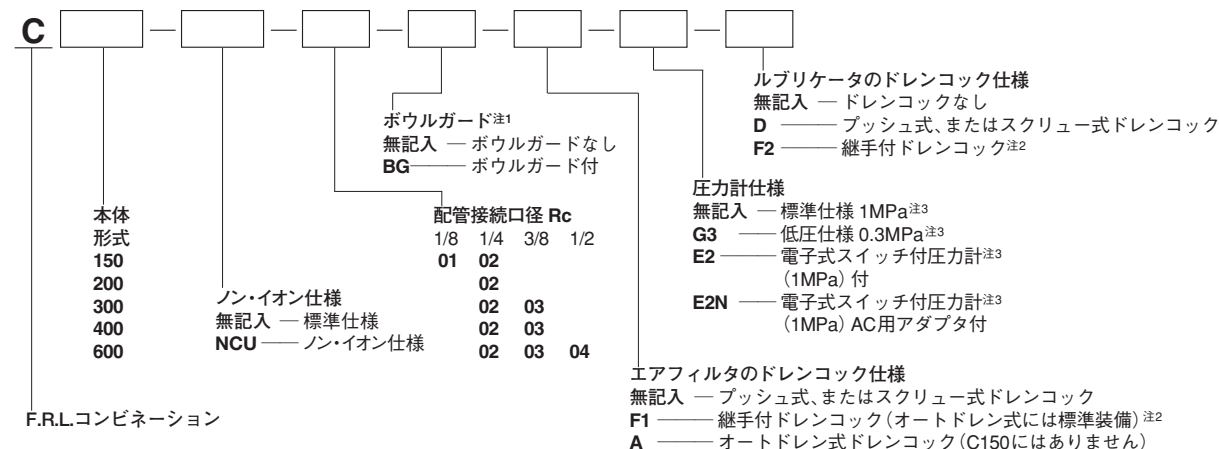 C — — — — — —
ルブリケータのドレンコック仕様
無記入 — ドレンコックなし
D —— プッシュ式、またはスクリュー式ドレンコック
F2 —— 継手付ドレンコック注2
ボウルガード注1
無記入 — ボウルガードなし
BG —— ボウルガード付
圧力計仕様
無記入 — 標準仕様 1MPa注3
G3 —— 低圧仕様 0.3MPa注3
E2 —— 電子式スイッチ付圧力計注3
(1MPa)付
E2N —— 電子式スイッチ付圧力計注3
(1MPa) AC用アダプタ付
本体
形式
150
200
300
400
600
配管接続口径 Rc
1/8 1/4 3/8 1/2
01 02
02
02 03
02 03
02 03 04
ノン・イオン仕様
無記入 — 標準仕様
NCU —— ノン・イオン仕様
エアフィルタのドレンコック仕様
無記入 — プッシュ式、またはスクリュー式ドレンコック
F1 —— 継手付ドレンコック(オートドレン式には標準装備)注2
A —— オートドレン式ドレンコック(C150にはありません)
F.R.L.コンビネーション